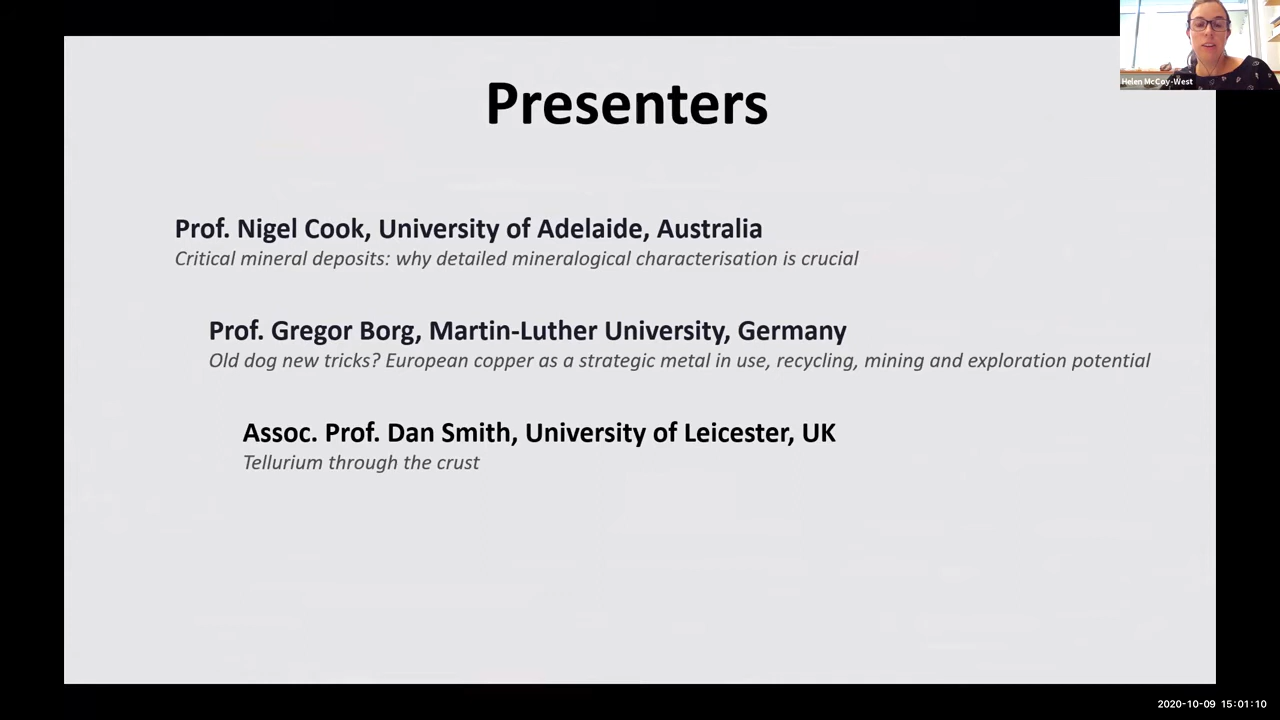 Presenters
Helen McCoy-West
Prof. Nigel Cook, University of Adelaide, Australia
Critical mineral deposits: why detailed mineralogical characterisation is crucial
Prof. Gregor Borg, Martin-Luther University, Germany
Old dog new tricks? European copper as a strategic metal in use, recycling, mining and exploration potential
Assoc. Prof. Dan Smith, University of Leicester, UK
Tellurium through the crust
2020-10-09 15:01:10